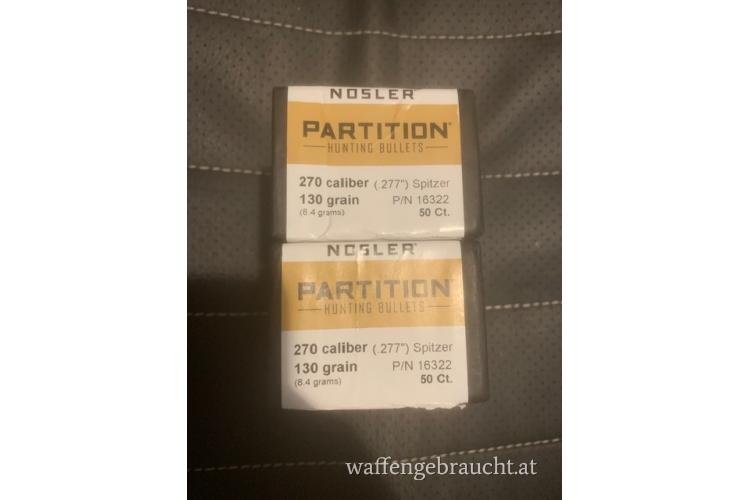 NOSLER
PARTITION®
HUNTING BULLETS
270 caliber (.277") Spitzer
130 grain P/N 16322
(8.4 grams) 50 Ct.
NOSLER
PARTITION
HUNTING BULLETS
270 caliber (.277") Spitzer
130 grain P/N 16322
(8.4 grams) 50 Ct.
waffengebraucht.at